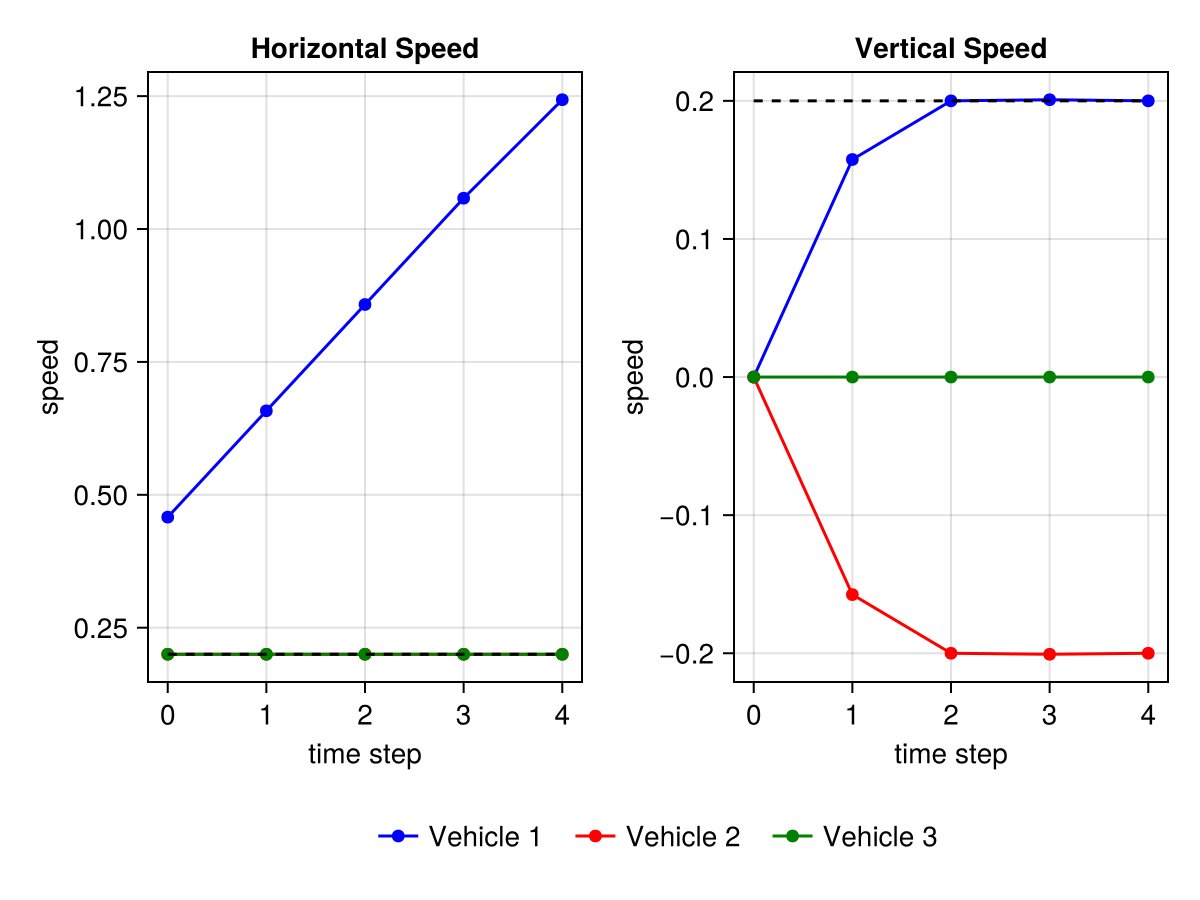 Horizontal Speed
speed
1.25
1.00
0.75
0.50
0.25
0 1 2 3 4
time step
Vertical Speed
speed
0.2
0.1
0.0
−0.1
−0.2
0 1 2 3 4
time step
Vehicle 1 Vehicle 2 Vehicle 3